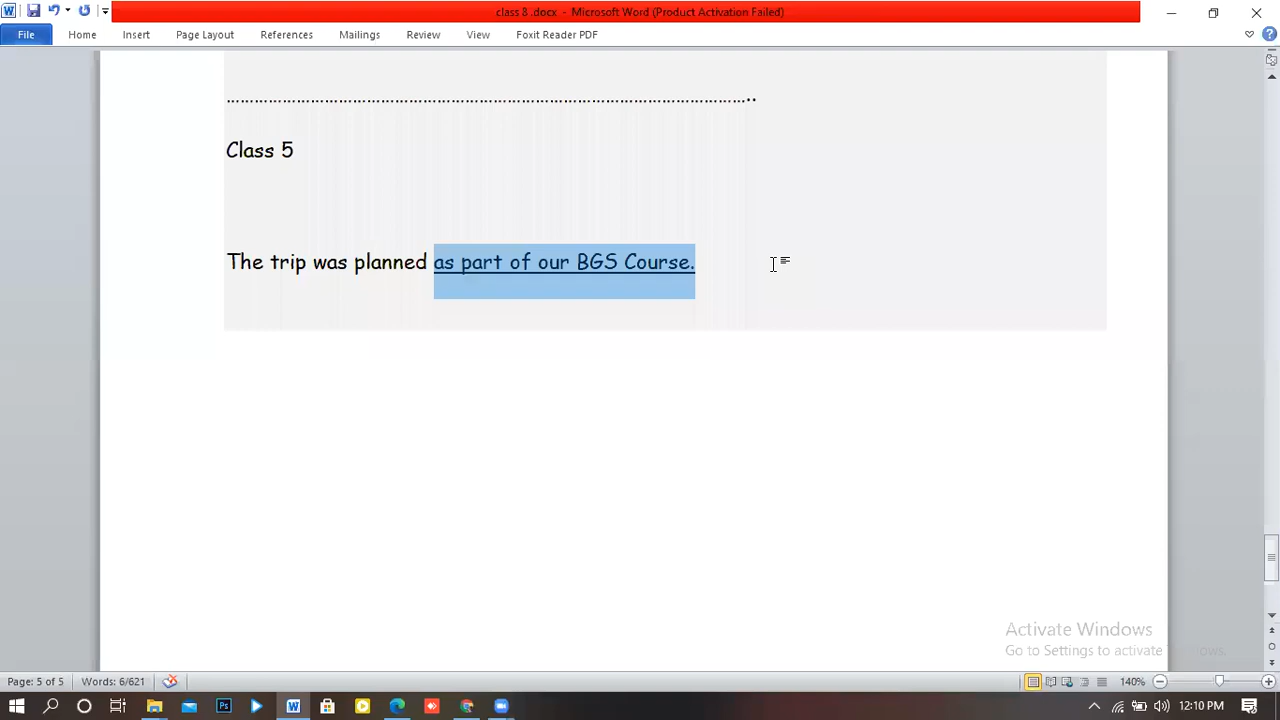 class 8 .docx - Microsoft Word (Product Activation Failed)
File Home Insert Page Layout References Mailings Review View Foxit Reader PDF
………………………………………………………………………………………………..
Class 5
The trip was planned as part of our BGS Course.
Activate Windows
Go to Settings to activate Windows.
Page: 5 of 5 Words: 6/621 140%
12:10 PM